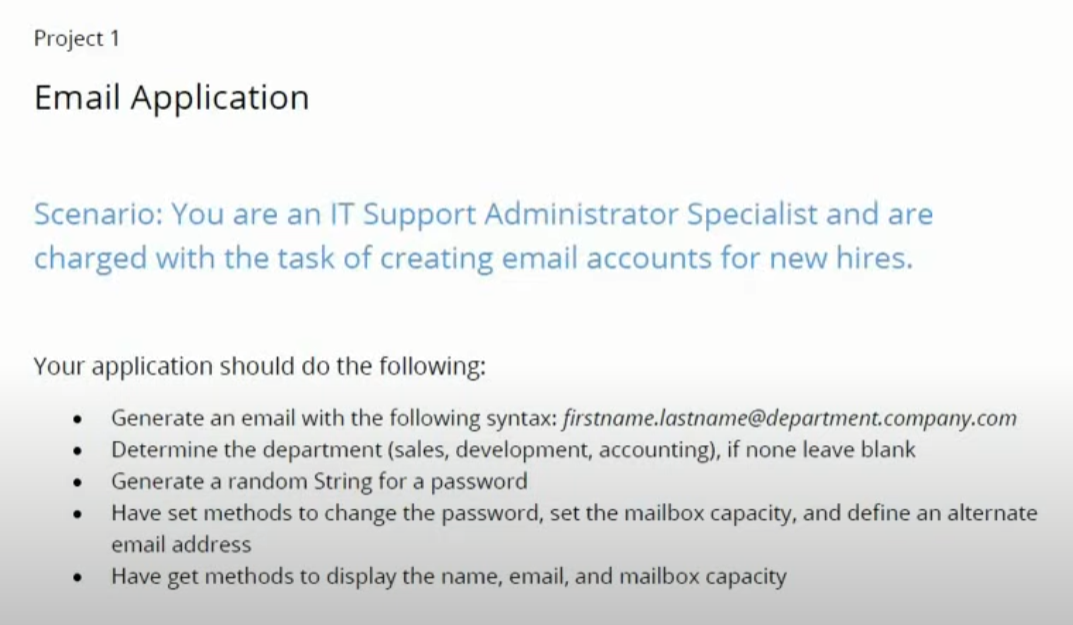 Project 1
Email Application
Scenario: You are an IT Support Administrator Specialist and are
charged with the task of creating email accounts for new hires.
Your application should do the following:
• Generate an email with the following syntax: firstname.lastname@department.company.com
• Determine the department (sales, development, accounting), if none leave blank
• Generate a random String for a password
• Have set methods to change the password, set the mailbox capacity, and define an alternate
email address
• Have get methods to display the name, email, and mailbox capacity